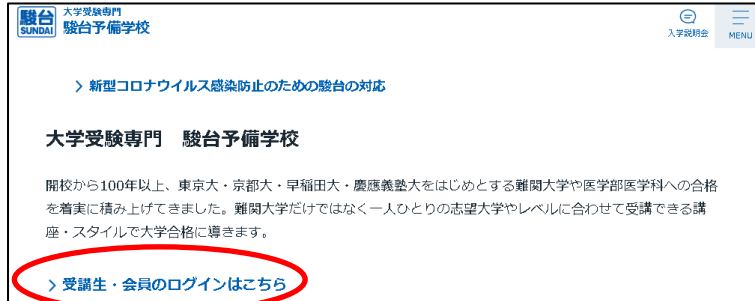 駿台
SUNDAI
大学受験専門
駿台予備学校
入学説明会
MENU
> 新型コロナウイルス感染防止のための駿台の対応
大学受験専門 駿台予備学校
開校から100年以上、東京大・京都大・早稲田大・慶應義塾大をはじめとする難関大学や医学部医学科への合格
を着実に積み上げてきました。難関大学だけではなく一人ひとりの志望大学やレベルに合わせて受講できる講
座・スタイルで大学合格に導きます。
> 受講生・会員のログインはこちら